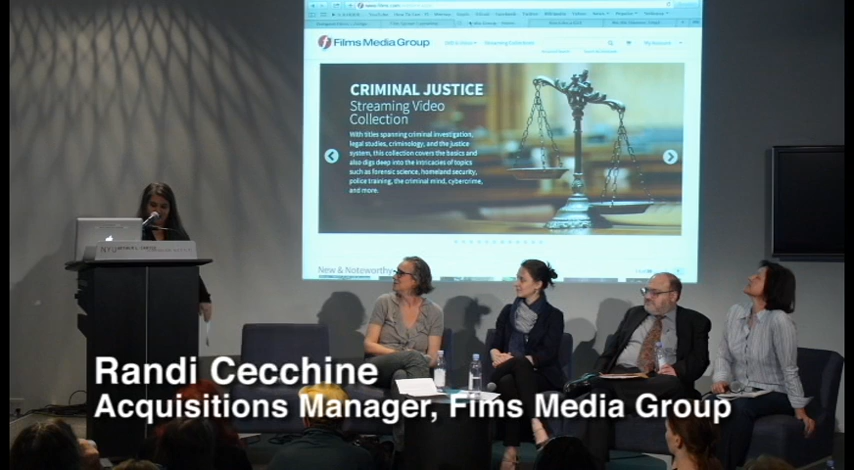 Films Media Group
My Account
CRIMINAL JUSTICE
Streaming Video
Collection
With titles spanning criminal investigation,
legal studies, criminology, and the justice
system, this collection covers the basics and
also digs deep into the intricacies of topics
such as forensic science, homeland security,
police training, the criminal mind, cybercrime,
and more.
New & Noteworthy
NYU
Randi Cecchine
Acquisitions Manager, Fims Media Group